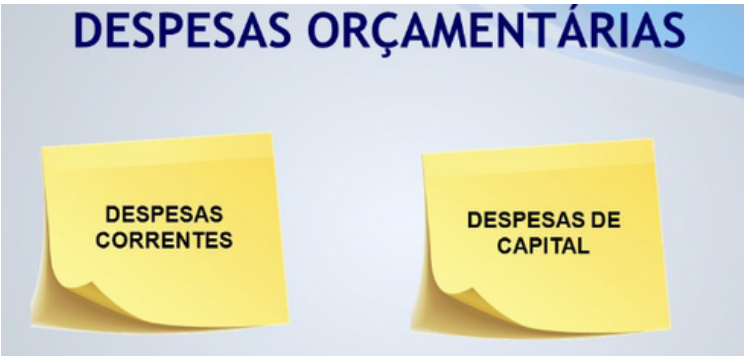 DESPESAS ORÇAMENTÁRIAS
DESPESAS
CORRENTES
DESPESAS DE
CAPITAL